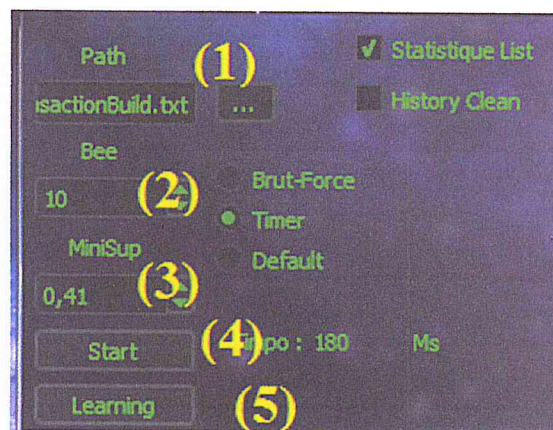 Path (1) ✓ Statistique List
ısactionBuild.txt ... History Clean
Bee
10 (2) Brut-Force
Timer
MiniSup Default
0,41 (3)
Start (4) : 180 Ms
Learning (5)